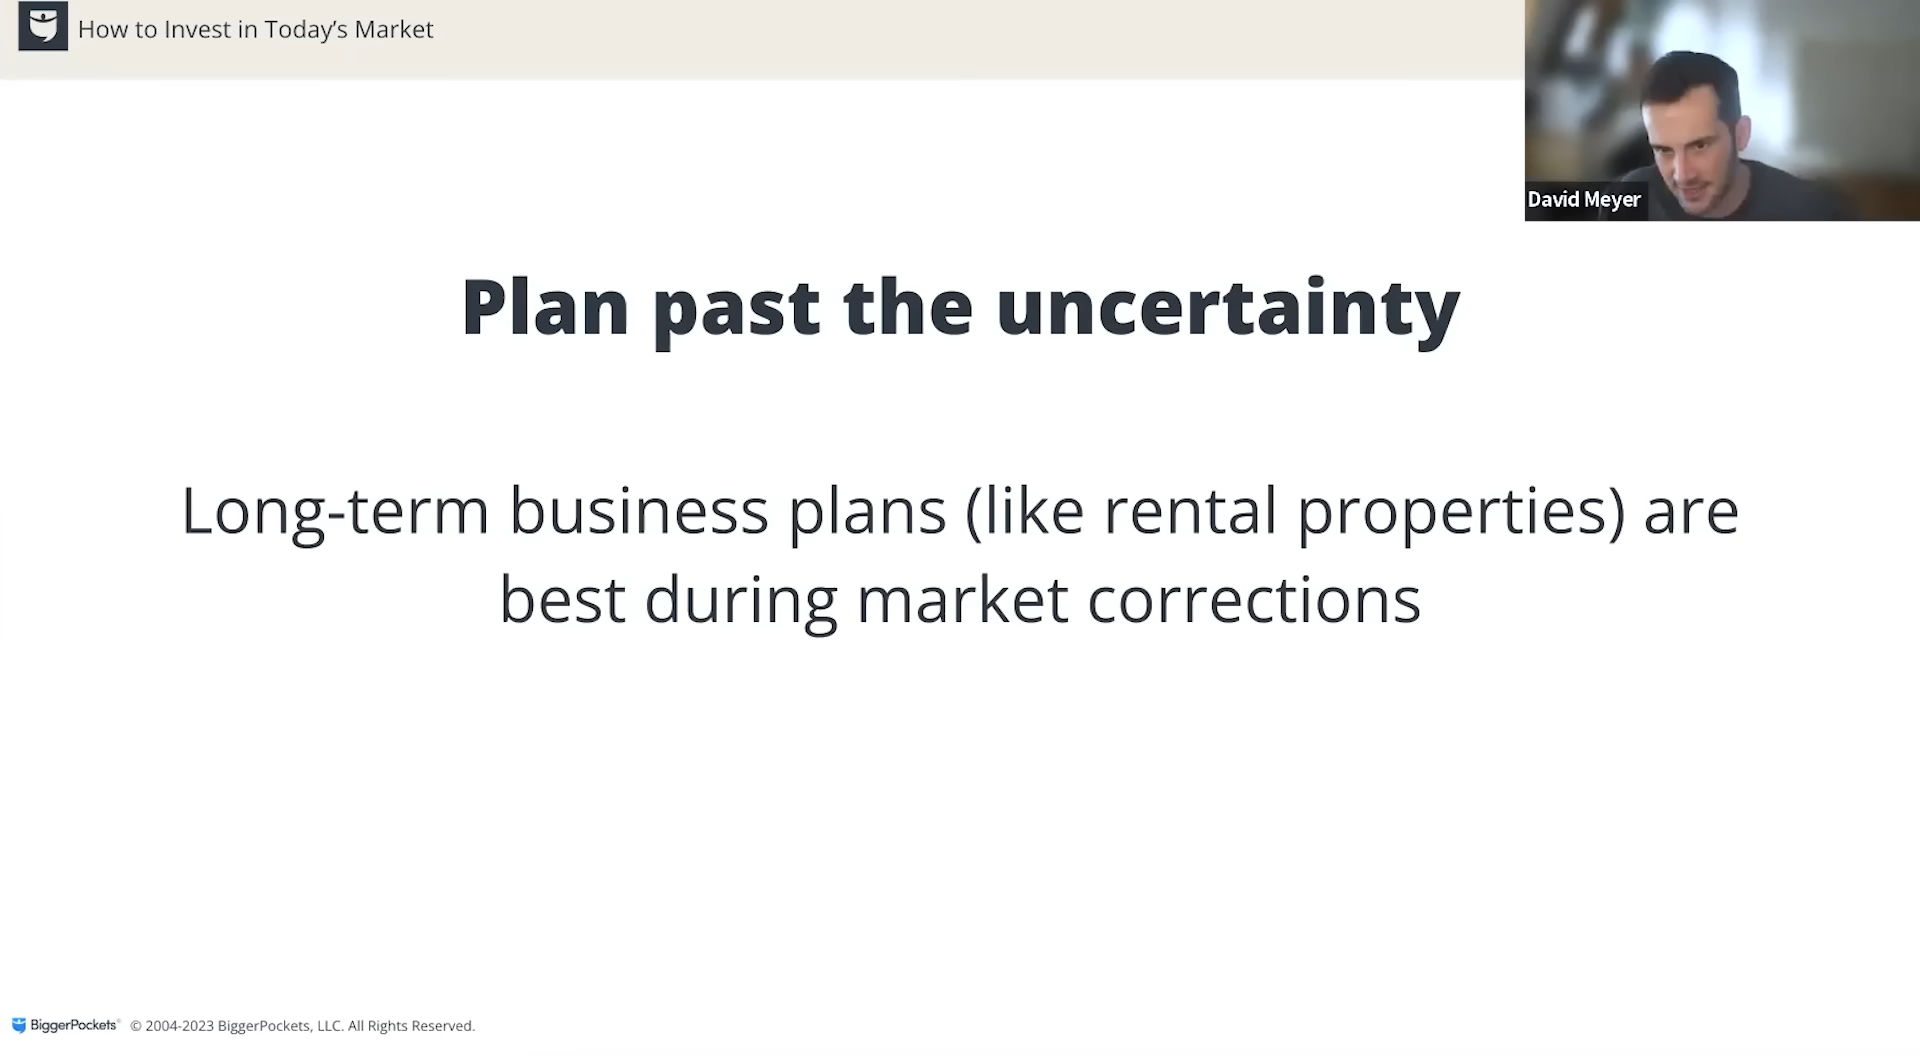 How to Invest in Today’s Market
David Meyer
Plan past the uncertainty
Long-term business plans (like rental properties) are
best during market corrections
BiggerPockets® © 2004-2023 BiggerPockets, LLC. All Rights Reserved.